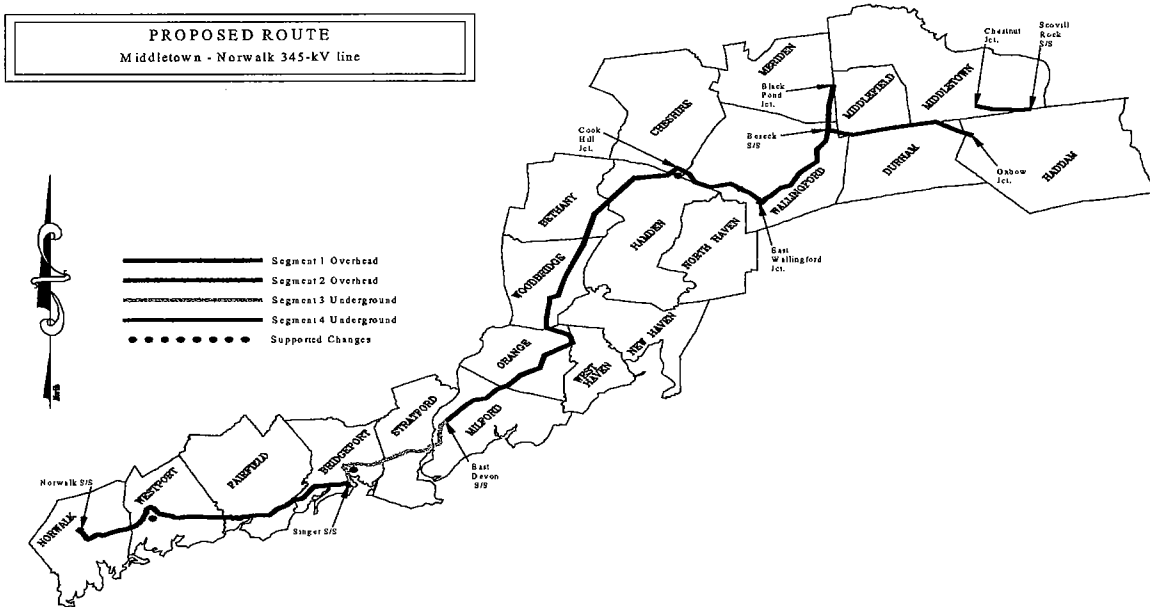 PROPOSED ROUTE
Middletown - Norwalk 345-kV line
Chestnut
Jct.
Scovill
Rock
S/S
MERIDEN
Black
Pond
Jct.
MIDDLEFIELD
MIDDLETOWN
CHESHIRE
Cook
Hill
Jct.
Beseck
S/S
WALLINGFORD
DURHAM
Oxbow
Jct.
HADDAM
BETHANY
HAMDEN
NORTH HAVEN
East
Wallingford
Jct.
WOODBRIDGE
Segment 1 Overhead
Segment 2 Overhead
Segment 3 Underground
Segment 4 Underground
Supported Changes
North
ORANGE
NEW HAVEN
WEST
HAVEN
STRATFORD
MILFORD
BRIDGEPORT
FAIRFIELD
East
Devon
S/S
Norwalk S/S
WESTPORT
NORWALK
Singer S/S